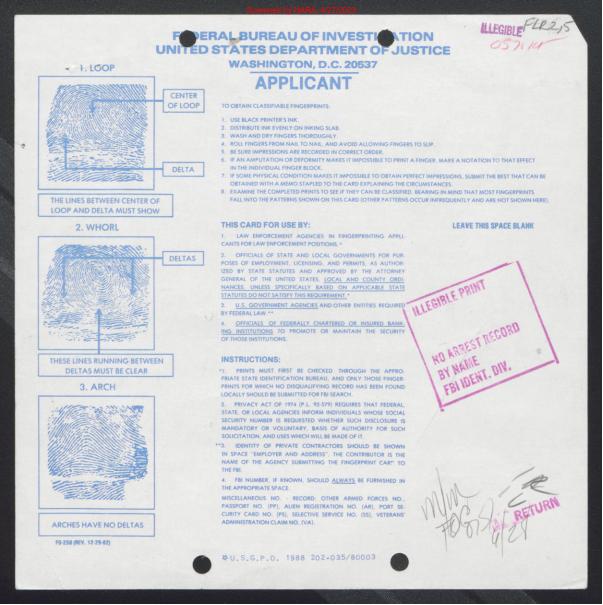 ILLEGIBLE
FEDERAL BUREAU OF INVESTIGATION
UNITED STATES DEPARTMENT OF JUSTICE
WASHINGTON, D.C. 20537
APPLICANT
1. LOOP
CENTER
OF LOOP
DELTA
THE LINES BETWEEN CENTER OF
LOOP AND DELTA MUST SHOW
2. WHORL
DELTAS
THESE LINES RUNNING BETWEEN
DELTAS MUST BE CLEAR
3. ARCH
ARCHES HAVE NO DELTAS
FD-258 (REV. 12-29-82)
TO OBTAIN CLASSIFIABLE FINGERPRINTS:
1. USE BLACK PRINTER'S INK.
2. DISTRIBUTE INK EVENLY ON INKING SLAB.
3. WASH AND DRY FINGERS THOROUGHLY.
4. ROLL FINGERS FROM NAIL TO NAIL, AND AVOID ALLOWING FINGERS TO SLIP.
5. BE SURE IMPRESSIONS ARE RECORDED IN CORRECT ORDER.
6. IF AN AMPUTATION OR DEFORMITY MAKES IT IMPOSSIBLE TO PRINT A FINGER, MAKE A NOTATION TO THAT EFFECT
IN THE INDIVIDUAL FINGER BLOCK.
7. IF SOME PHYSICAL CONDITION MAKES IT IMPOSSIBLE TO OBTAIN PERFECT IMPRESSIONS, SUBMIT THE BEST THAT CAN BE
OBTAINED WITH A MEMO STAPLED TO THE CARD EXPLAINING THE CIRCUMSTANCES.
8. EXAMINE THE COMPLETED PRINTS TO SEE IF THEY CAN BE CLASSIFIED, BEARING IN MIND THAT MOST FINGERPRINTS
FALL INTO THE PATTERNS SHOWN ON THIS CARD (OTHER PATTERNS OCCUR INFREQUENTLY AND ARE NOT SHOWN HERE).
THIS CARD FOR USE BY:
1. LAW ENFORCEMENT AGENCIES IN FINGERPRINTING APPLI-
CANTS FOR LAW ENFORCEMENT POSITIONS.*
2. OFFICIALS OF STATE AND LOCAL GOVERNMENTS FOR PUR-
POSES OF EMPLOYMENT, LICENSING, AND PERMITS, AS AUTHOR-
IZED BY STATE STATUTES AND APPROVED BY THE ATTORNEY
GENERAL OF THE UNITED STATES. LOCAL AND COUNTY ORDI-
NANCES, UNLESS SPECIFICALLY BASED ON APPLICABLE STATE
STATUTES DO NOT SATISFY THIS REQUIREMENT.*
3. U.S. GOVERNMENT AGENCIES AND OTHER ENTITIES REQUIRED
BY FEDERAL LAW.**
4. OFFICIALS OF FEDERALLY CHARTERED OR INSURED BANK-
ING INSTITUTIONS TO PROMOTE OR MAINTAIN THE SECURITY
OF THOSE INSTITUTIONS.
INSTRUCTIONS:
*1. PRINTS MUST FIRST BE CHECKED THROUGH THE APPRO-
PRIATE STATE IDENTIFICATION BUREAU, AND ONLY THOSE FINGER-
PRINTS FOR WHICH NO DISQUALIFYING RECORD HAS BEEN FOUND
LOCALLY SHOULD BE SUBMITTED FOR FBI SEARCH.
2. PRIVACY ACT OF 1974 (P.L. 93-579) REQUIRES THAT FEDERAL,
STATE, OR LOCAL AGENCIES INFORM INDIVIDUALS WHOSE SOCIAL
SECURITY NUMBER IS REQUESTED WHETHER SUCH DISCLOSURE IS
MANDATORY OR VOLUNTARY, BASIS OF AUTHORITY FOR SUCH
SOLICITATION, AND USES WHICH WILL BE MADE OF IT.
**3. IDENTITY OF PRIVATE CONTRACTORS SHOULD BE SHOWN
IN SPACE "EMPLOYER AND ADDRESS". THE CONTRIBUTOR IS THE
NAME OF THE AGENCY SUBMITTING THE FINGERPRINT CARD TO
THE FBI.
4. FBI NUMBER, IF KNOWN, SHOULD ALWAYS BE FURNISHED IN
THE APPROPRIATE SPACE.
MISCELLANEOUS NO. - RECORD: OTHER ARMED FORCES NO.,
PASSPORT NO. (PP), ALIEN REGISTRATION NO. (AR), PORT SE-
CURITY CARD NO. (PS), SELECTIVE SERVICE NO. (SS), VETERANS'
ADMINISTRATION CLAIM NO. (VA).
☆U.S.G.P.O. 1988 202-035/80003
LEAVE THIS SPACE BLANK
ILLEGIBLE PRINT
NO ARREST RECORD
BY NAME
FBI IDENT. DIV.
RETURN